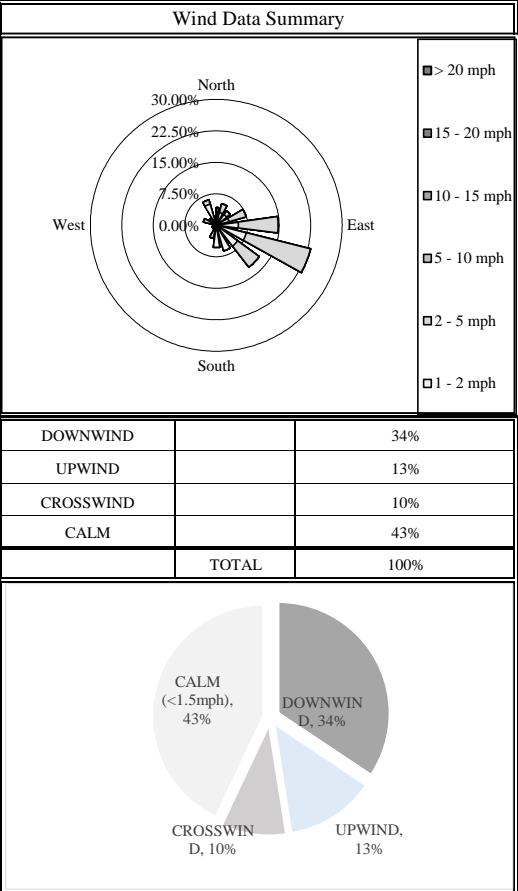 Wind Data Summary
North
30.00%
22.50%
15.00%
7.50%
0.00%
West
East
South
> 20 mph
15 - 20 mph
10 - 15 mph
5 - 10 mph
2 - 5 mph
1 - 2 mph
DOWNWIND 34%
UPWIND 13%
CROSSWIND 10%
CALM 43%
TOTAL 100%
CALM
(<1.5mph),
43%
DOWNWIN
D, 34%
CROSSWIN
D, 10%
UPWIND,
13%